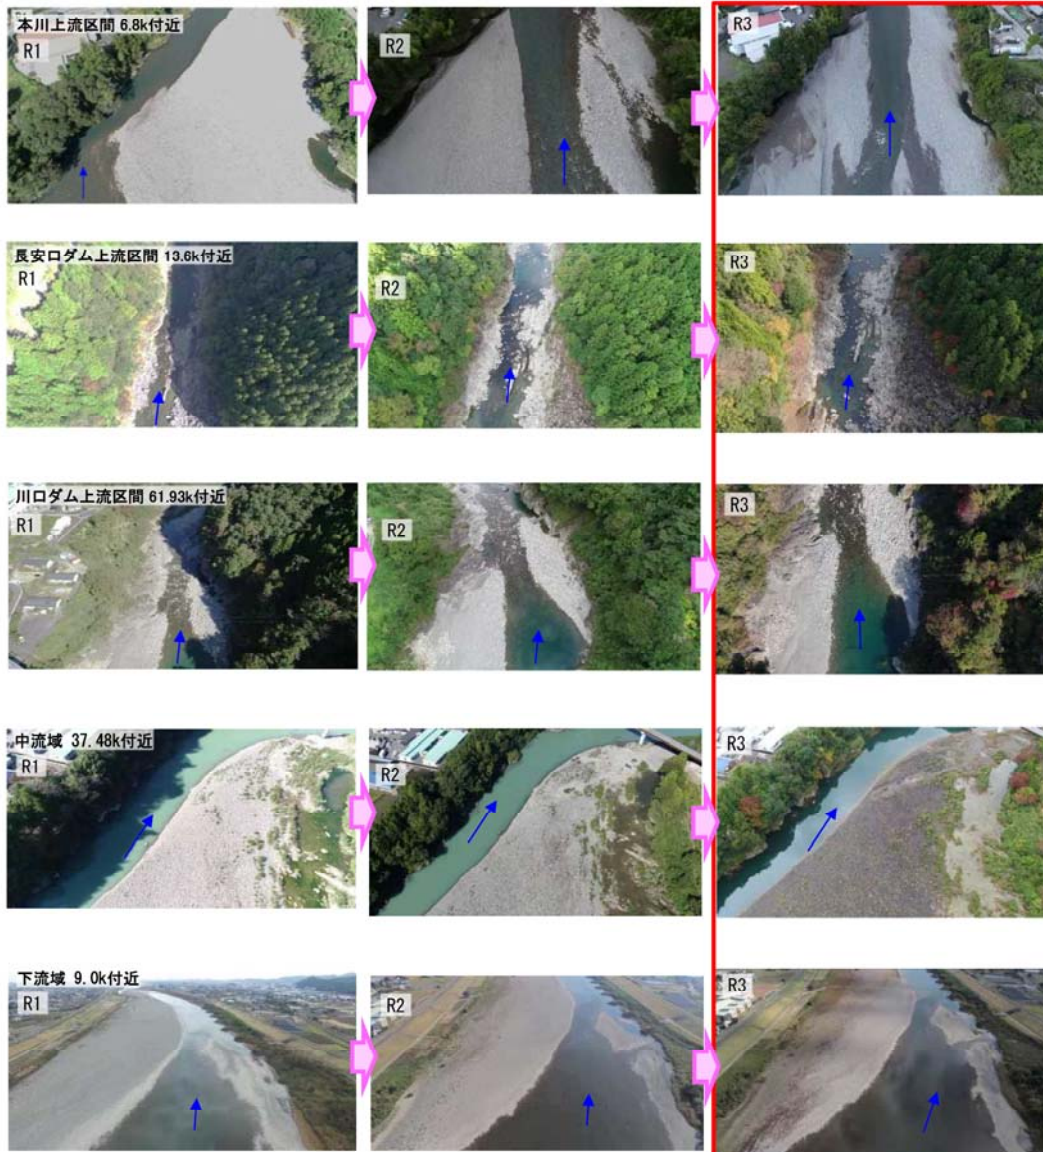 本川上流区間 6.8k付近
R1
R2
R3
長安口ダム上流区間 13.6k付近
R1
R2
R3
川口ダム上流区間 61.93k付近
R1
R2
R3
中流域 37.48k付近
R1
R2
R3
下流域 9.0k付近
R1
R2
R3